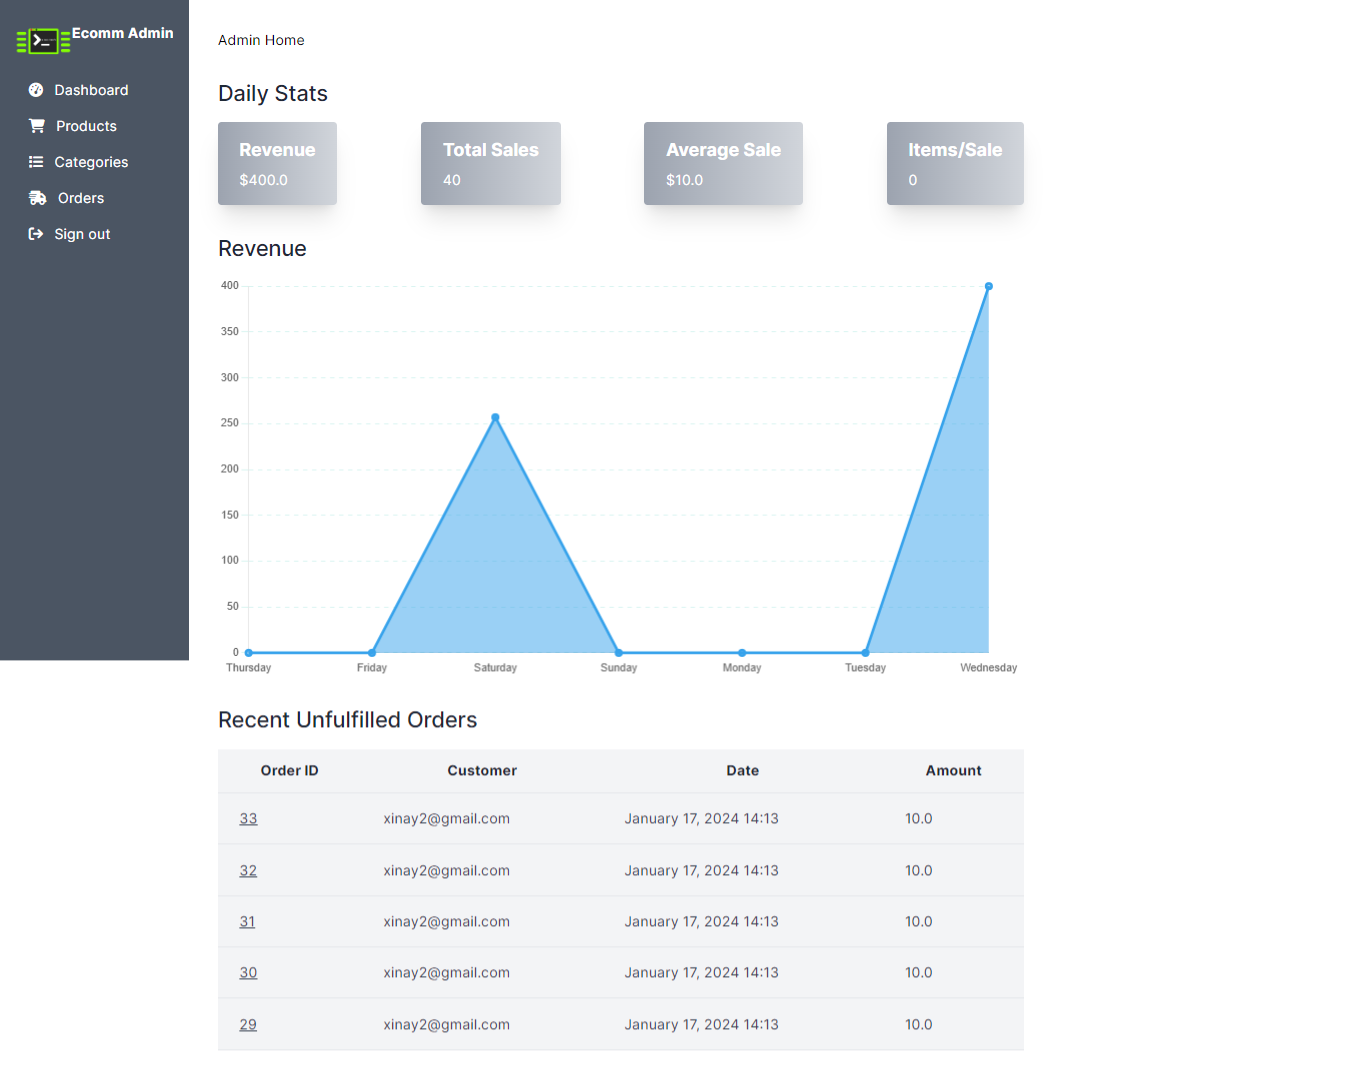 Ecomm Admin
Dashboard
Products
Categories
Orders
Sign out
Admin Home
Daily Stats
Revenue Total Sales Average Sale Items/Sale
$400.0 40 $10.0 0
Revenue
400
350
300
250
200
150
100
50
0
Thursday Friday Saturday Sunday Monday Tuesday Wednesday
Recent Unfulfilled Orders
Order ID Customer Date Amount
33 xinay2@gmail.com January 17, 2024 14:13 10.0
32 xinay2@gmail.com January 17, 2024 14:13 10.0
31 xinay2@gmail.com January 17, 2024 14:13 10.0
30 xinay2@gmail.com January 17, 2024 14:13 10.0
29 xinay2@gmail.com January 17, 2024 14:13 10.0